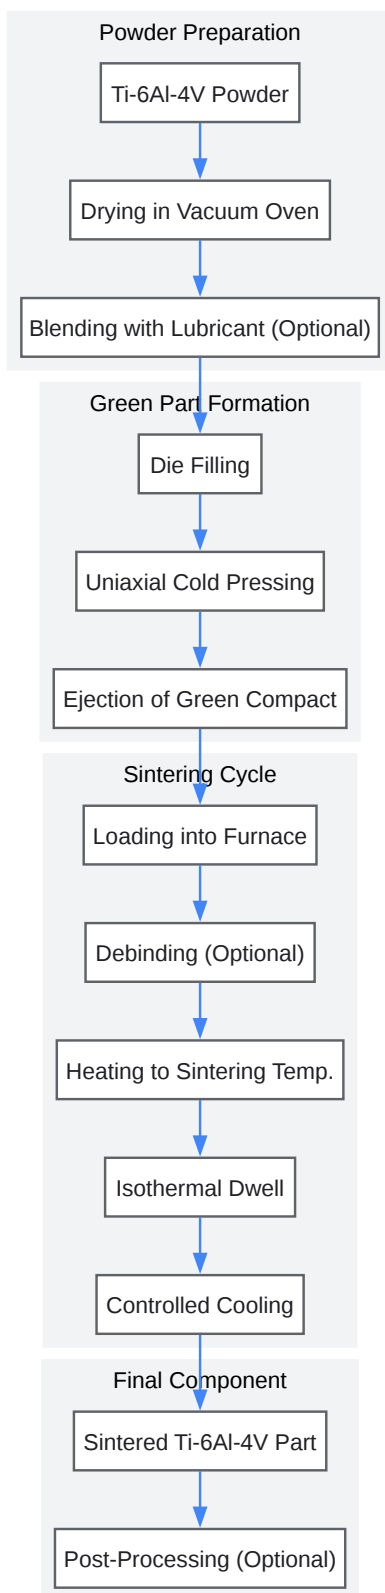 Powder Preparation
Ti-6Al-4V Powder
Drying in Vacuum Oven
Blending with Lubricant (Optional)
Green Part Formation
Die Filling
Uniaxial Cold Pressing
Ejection of Green Compact
Sintering Cycle
Loading into Furnace
Debinding (Optional)
Heating to Sintering Temp.
Isothermal Dwell
Controlled Cooling
Final Component
Sintered Ti-6Al-4V Part
Post-Processing (Optional)